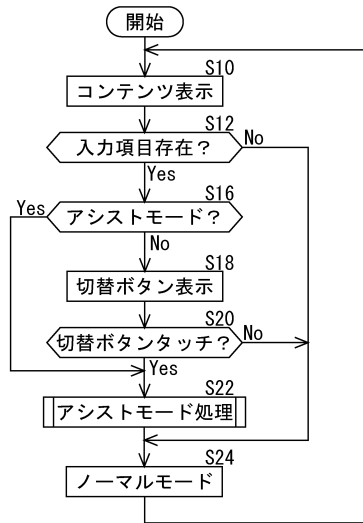 開始
S10
コンテンツ表示
S12
入力項目存在？
No
Yes
S16
Yes
アシストモード？
No
S18
切替ボタン表示
S20
切替ボタンタッチ？
No
Yes
S22
アシストモード処理
S24
ノーマルモード